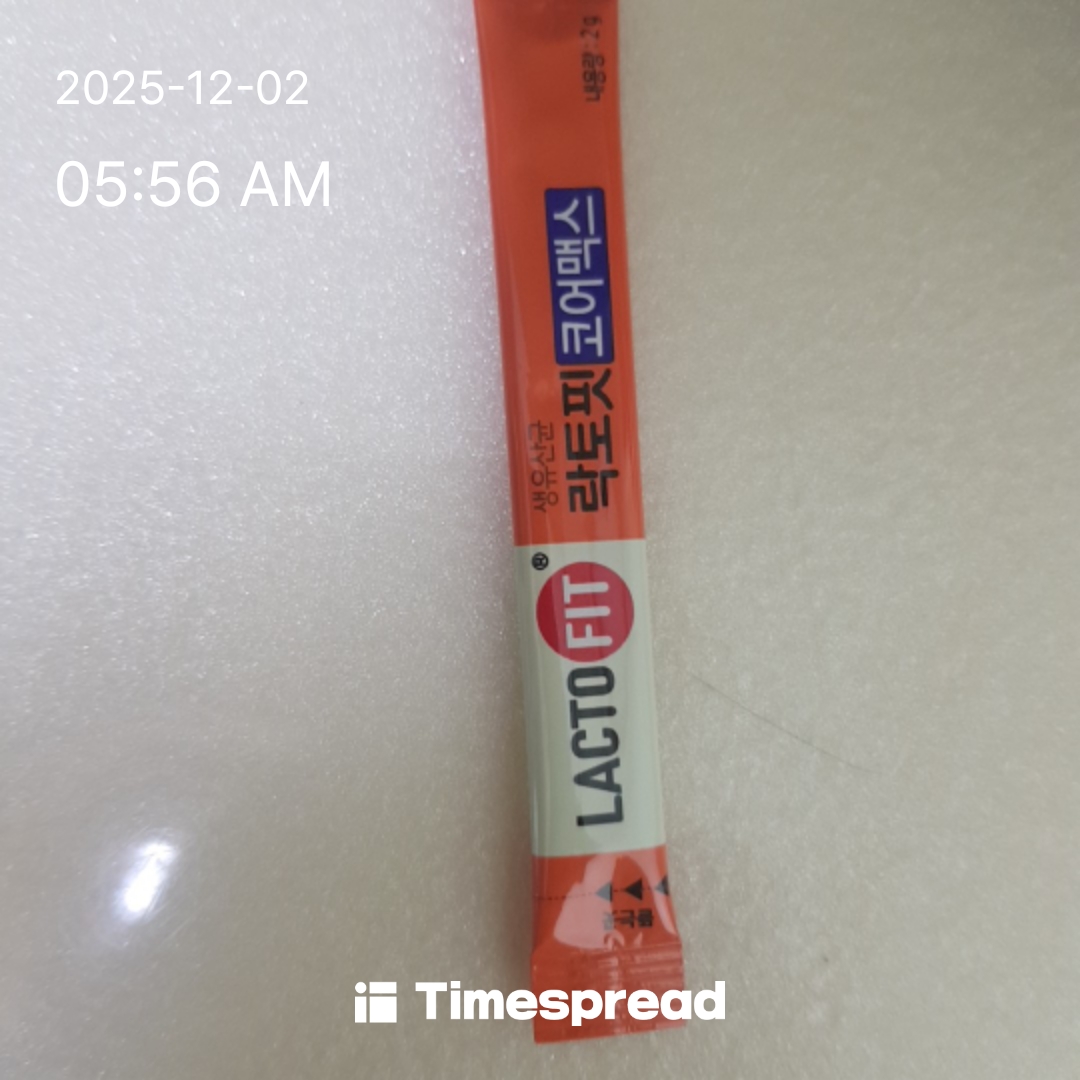 2025-12-02
05:56 AM
내용량 : 2g
생유산균
락토핏 코어맥스
LACTO FIT®
Timespread